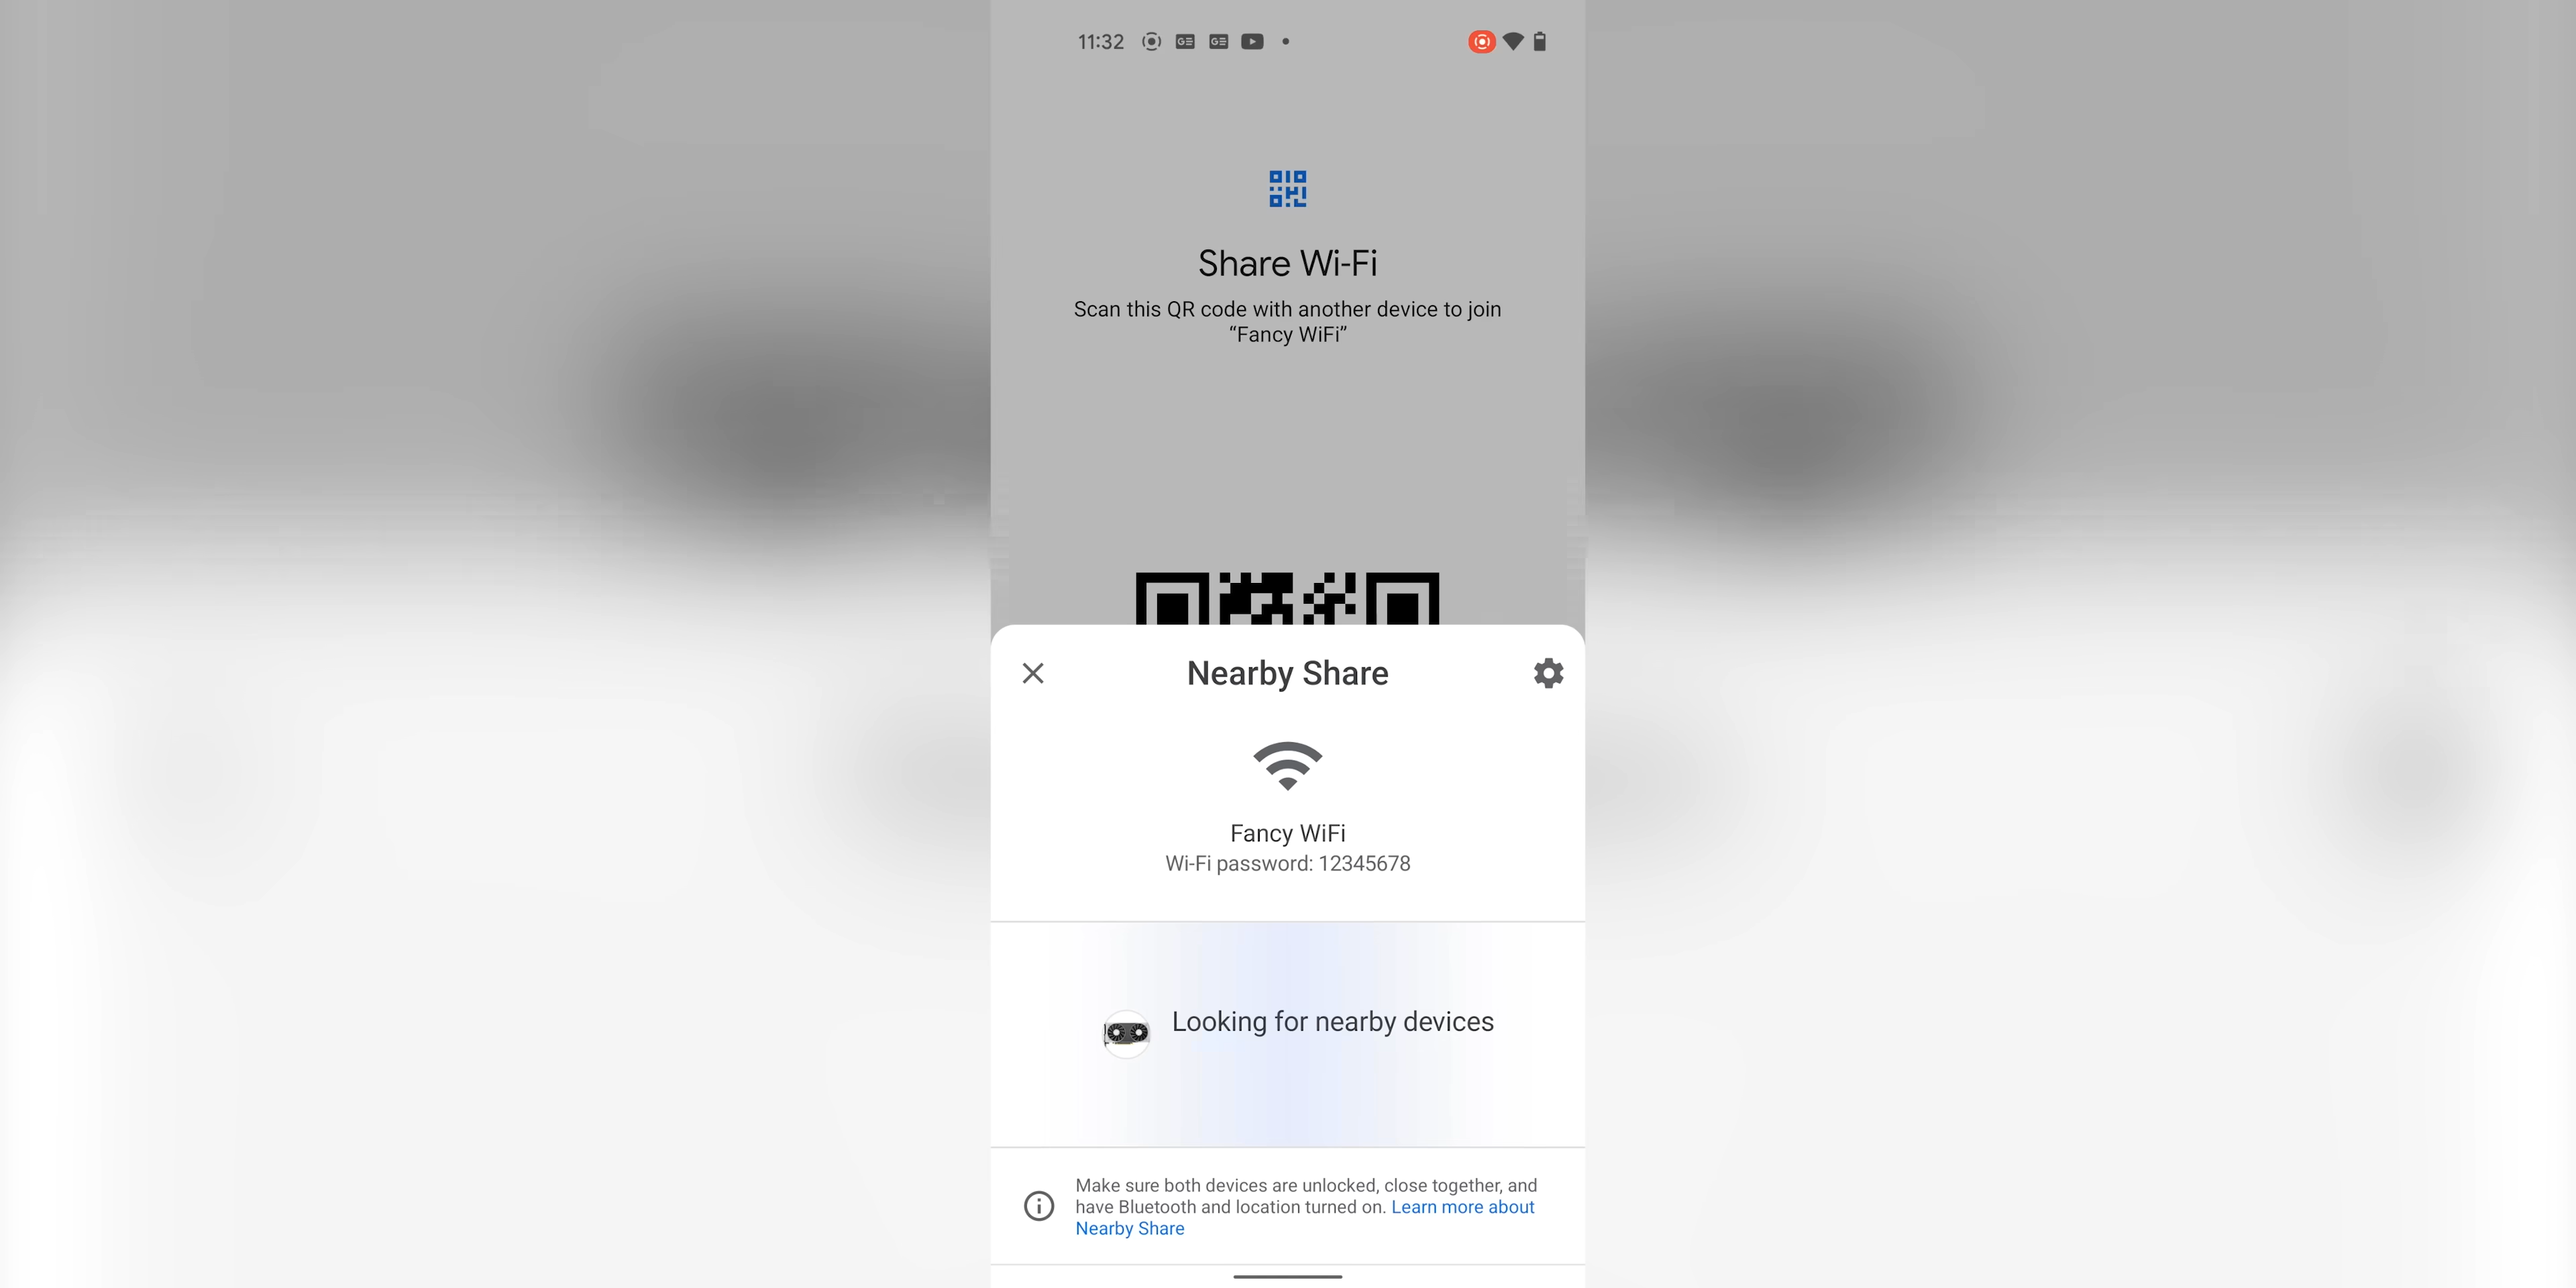 11:32
GE GE
Share Wi-Fi
Scan this QR code with another device to join
“Fancy WiFi”
Nearby Share
Fancy WiFi
Wi-Fi password: 12345678
Looking for nearby devices
Make sure both devices are unlocked, close together, and
have Bluetooth and location turned on. Learn more about
Nearby Share